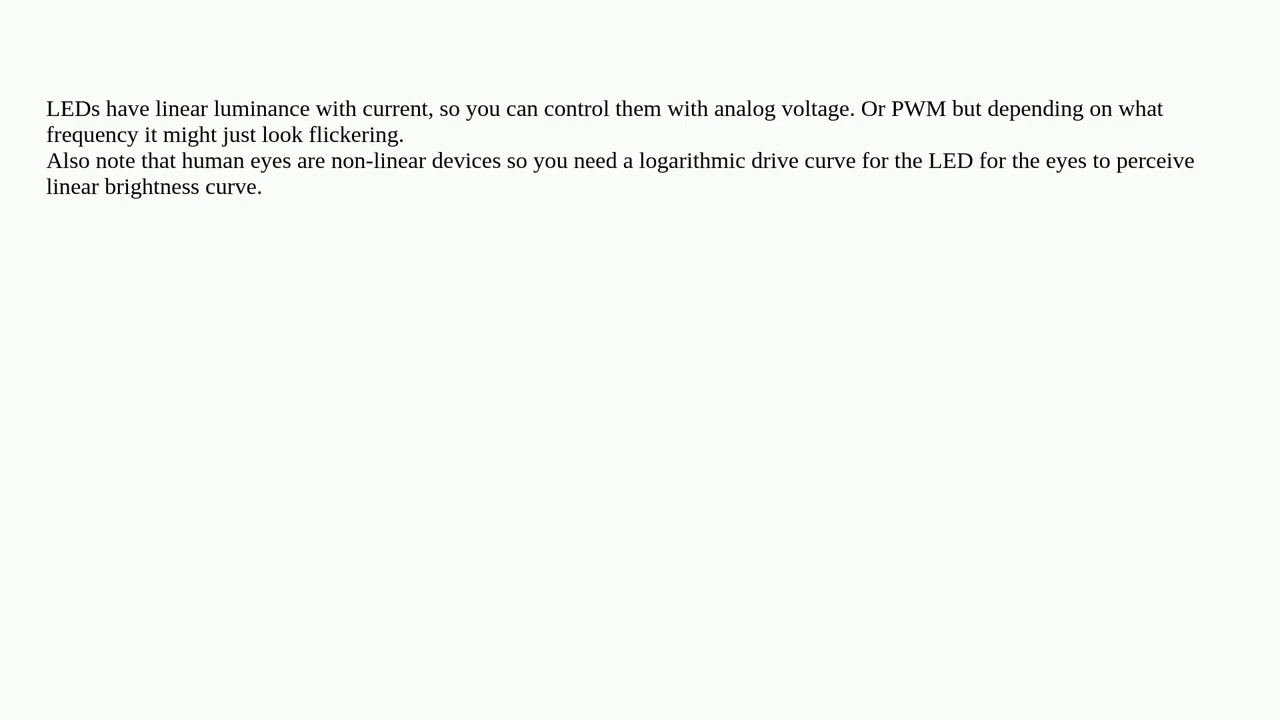 LEDs have linear luminance with current, so you can control them with analog voltage. Or PWM but depending on what
frequency it might just look flickering.
Also note that human eyes are non-linear devices so you need a logarithmic drive curve for the LED for the eyes to perceive
linear brightness curve.